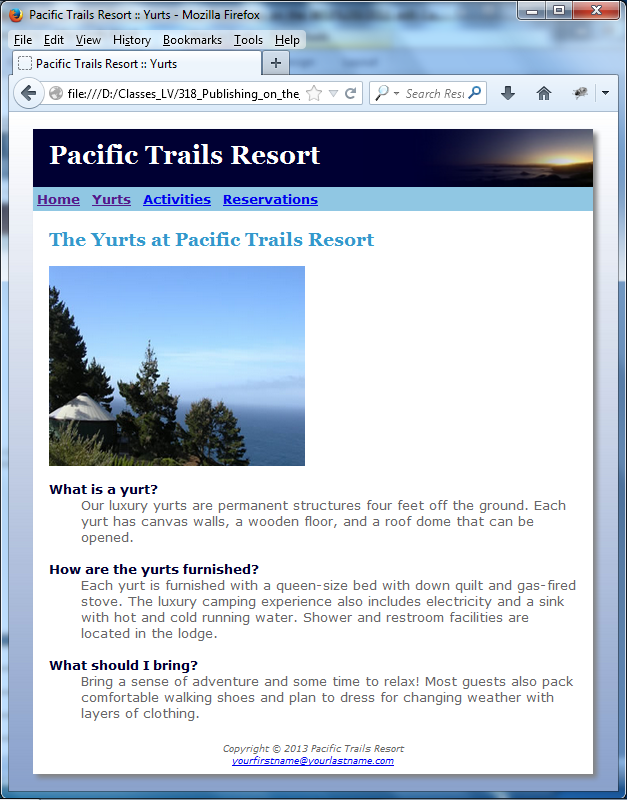 Pacific Trails Resort :: Yurts - Mozilla Firefox
File Edit View History Bookmarks Tools Help
Pacific Trails Resort :: Yurts
file:///D:/Classes_LV/318_Publishing_on_the_
Search
Pacific Trails Resort
Home Yurts Activities Reservations
The Yurts at Pacific Trails Resort
What is a yurt?
Our luxury yurts are permanent structures four feet off the ground. Each
yurt has canvas walls, a wooden floor, and a roof dome that can be
opened.
How are the yurts furnished?
Each yurt is furnished with a queen-size bed with down quilt and gas-fired
stove. The luxury camping experience also includes electricity and a sink
with hot and cold running water. Shower and restroom facilities are
located in the lodge.
What should I bring?
Bring a sense of adventure and some time to relax! Most guests also pack
comfortable walking shoes and plan to dress for changing weather with
layers of clothing.
Copyright © 2013 Pacific Trails Resort
yourfirstname@yourlastname.com